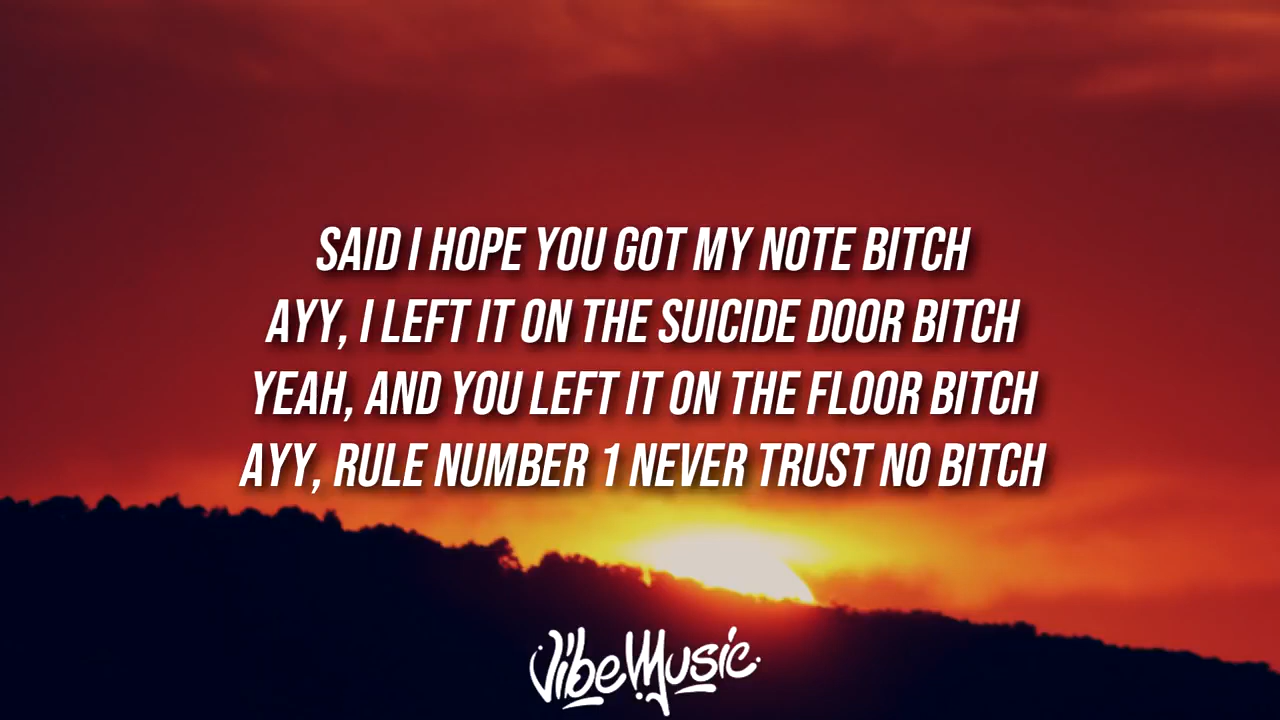 SAID I HOPE YOU GOT MY NOTE BITCH
AYY, I LEFT IT ON THE SUICIDE DOOR BITCH
YEAH, AND YOU LEFT IT ON THE FLOOR BITCH
AYY, RULE NUMBER 1 NEVER TRUST NO BITCH
VibeMusic